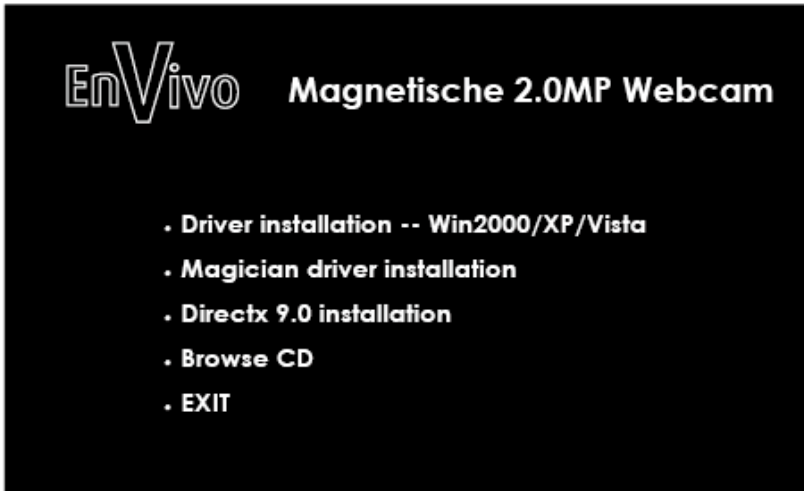 EnVivo Magnetische 2.0MP Webcam
• Driver installation -- Win2000/XP/Vista
• Magician driver installation
• Directx 9.0 installation
• Browse CD
• EXIT